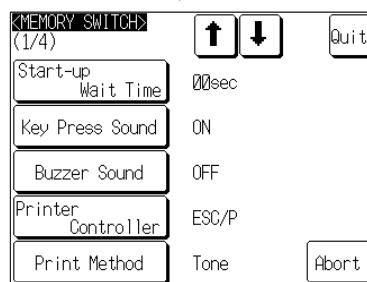 <MEMORY SWITCH>
(1/4)
Quit
Start-up
Wait Time
00sec
Key Press Sound
ON
Buzzer Sound
OFF
Printer
Controller
ESC/P
Print Method
Tone
Abort